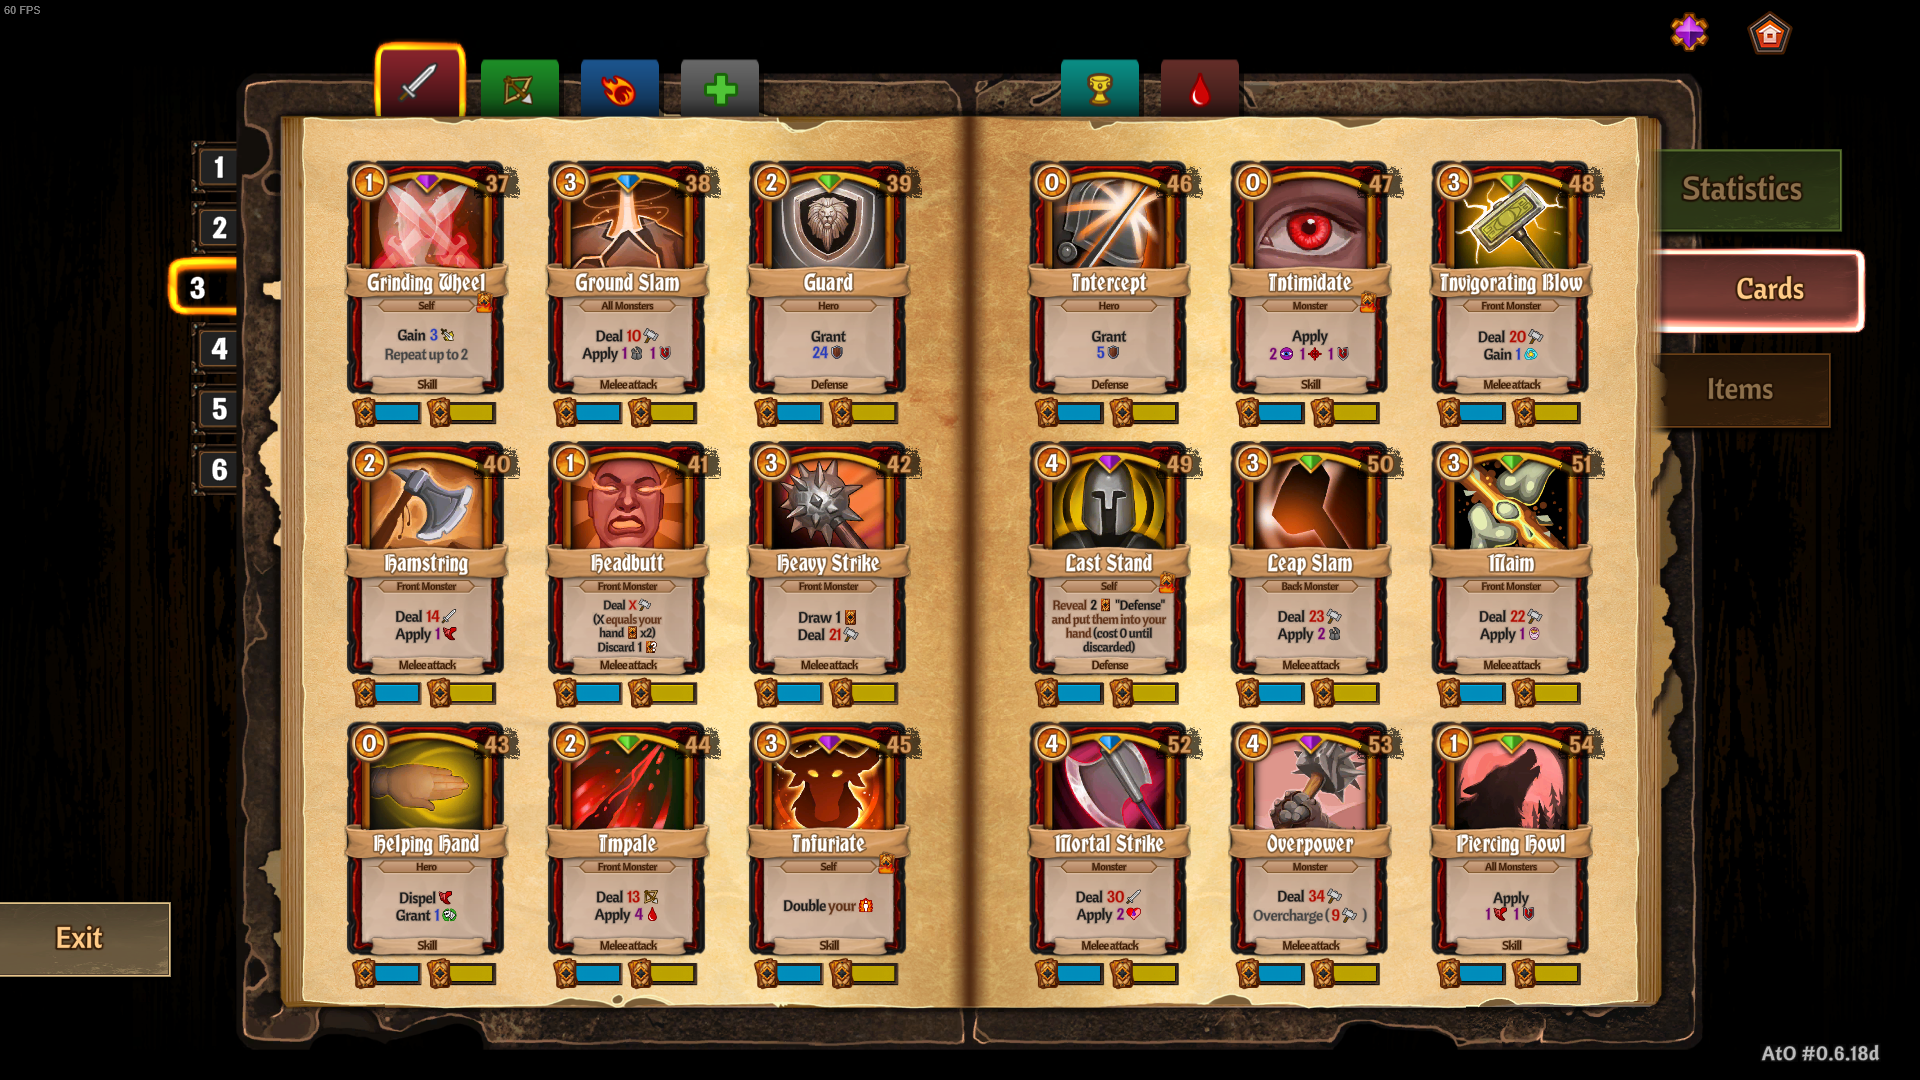 60 FPS
1
2
3
4
5
6
Statistics
Cards
Items
Exit
1
37
Grinding Wheel
Self
Gain 3
Repeat up to 2
Skill
3
38
Ground Slam
All Monsters
Deal 10
Apply 1 1
Melee attack
2
39
Guard
Hero
Grant
24
Defense
2
40
Hamstring
Front Monster
Deal 14
Apply 1
Melee attack
1
41
Headbutt
Front Monster
Deal X
(X equals your
hand x2)
Discard 1
Melee attack
3
42
Heavy Strike
Front Monster
Draw 1
Deal 21
Melee attack
0
43
Helping Hand
Hero
Dispel
Grant 1
Skill
2
44
Impale
Front Monster
Deal 13
Apply 4
Melee attack
3
45
Infuriate
Self
Double your
Skill
0
46
Intercept
Hero
Grant
5
Defense
0
47
Intimidate
Monster
Apply
2 1 1
Skill
3
48
Invigorating Blow
Front Monster
Deal 20
Gain 1
Melee attack
4
49
Last Stand
Self
Reveal 2 "Defense"
and put them into your
hand (cost 0 until
discarded)
Defense
3
50
Leap Slam
Back Monster
Deal 23
Apply 2
Melee attack
3
51
Maim
Front Monster
Deal 22
Apply 1
Melee attack
4
52
Mortal Strike
Monster
Deal 30
Apply 2
Melee attack
4
53
Overpower
Monster
Deal 34
Overcharge ( 9 )
Melee attack
1
54
Piercing Howl
All Monsters
Apply
1 1
Skill
AtO #0.6.18d